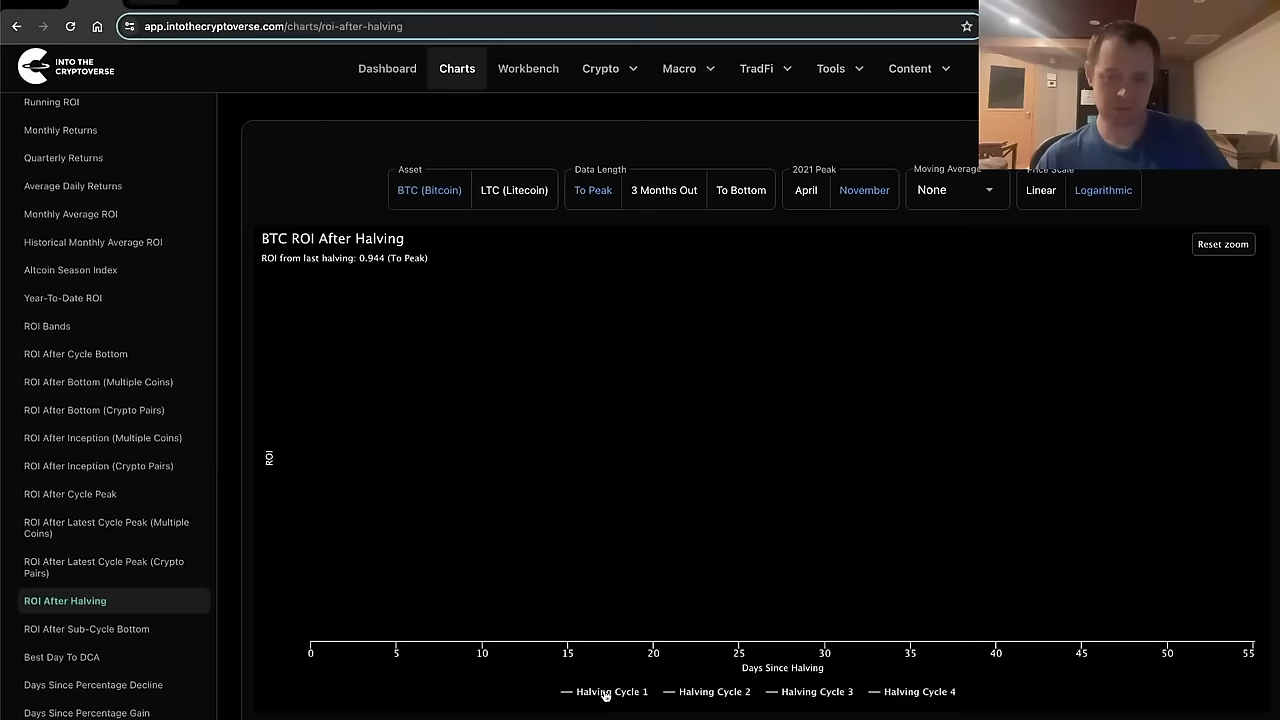 app.intothecryptoverse.com/charts/roi-after-halving
INTO THE
CRYPTOVERSE
Dashboard
Charts
Workbench
Crypto
Macro
TradFi
Tools
Content
Running ROI
Monthly Returns
Quarterly Returns
Average Daily Returns
Monthly Average ROI
Historical Monthly Average ROI
Altcoin Season Index
Year-To-Date ROI
ROI Bands
ROI After Cycle Bottom
ROI After Bottom (Multiple Coins)
ROI After Bottom (Crypto Pairs)
ROI After Inception (Multiple Coins)
ROI After Inception (Crypto Pairs)
ROI After Cycle Peak
ROI After Latest Cycle Peak (Multiple
Coins)
ROI After Latest Cycle Peak (Crypto
Pairs)
ROI After Halving
ROI After Sub-Cycle Bottom
Best Day To DCA
Days Since Percentage Decline
Days Since Percentage Gain
Asset
BTC (Bitcoin)
LTC (Litecoin)
Data Length
To Peak
3 Months Out
To Bottom
2021 Peak
April
November
Moving Average
None
Price Scale
Linear
Logarithmic
BTC ROI After Halving
ROI from last halving: 0.944 (To Peak)
Reset zoom
ROI
0 5 10 15 20 25 30 35 40 45 50 55
Days Since Halving
Halving Cycle 1
Halving Cycle 2
Halving Cycle 3
Halving Cycle 4